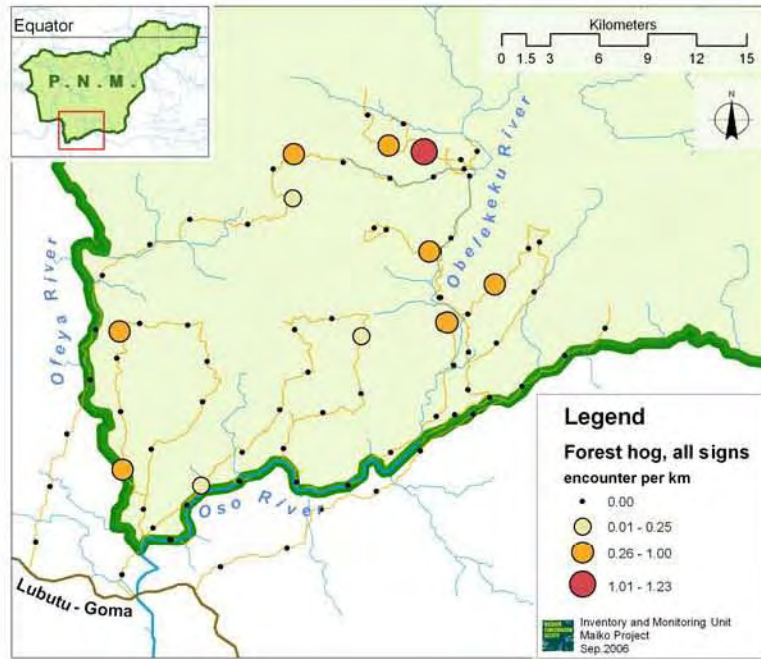 Equator
P. N. M.
Kilometers
0 1.5 3 6 9 12 15
N
Obelekeku River
Ofeya River
Oso River
Lubutu - Goma
Legend
Forest hog, all signs
encounter per km
0.00
0.01 - 0.25
0.26 - 1.00
1.01 - 1.23
Inventory and Monitoring Unit
Maiko Project
Sep.2006